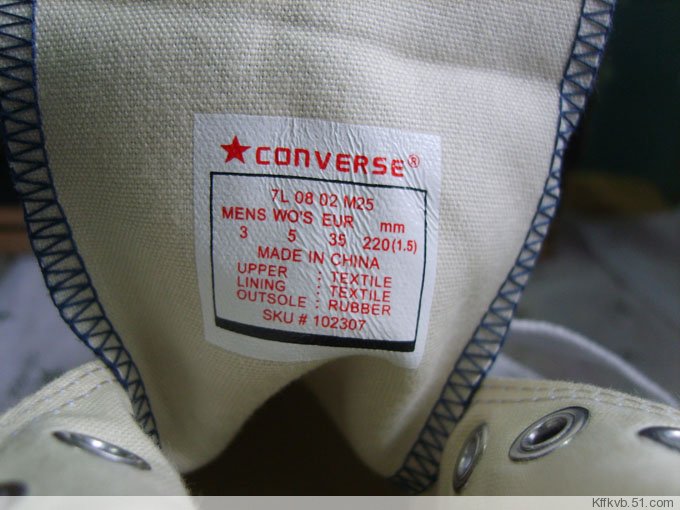 ★CONVERSE®
7L 08 02 M25
MENS WO'S EUR mm
3 5 35 220(1.5)
MADE IN CHINA
UPPER : TEXTILE
LINING : TEXTILE
OUTSOLE : RUBBER
SKU # 102307
Kffkvb.51.com